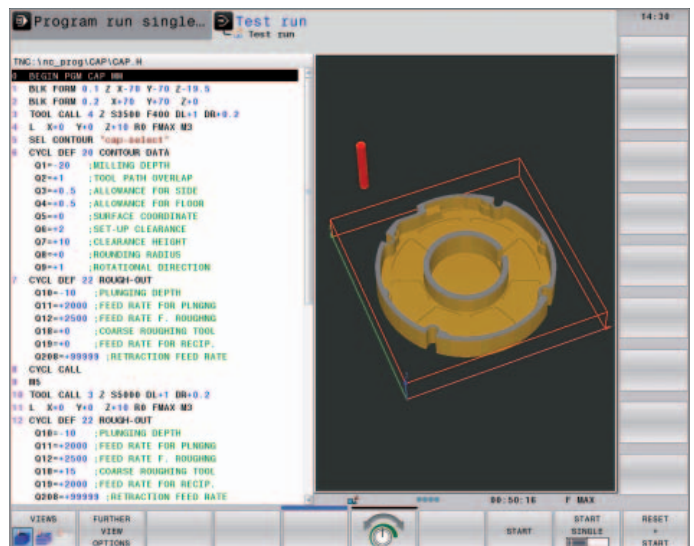 Program run single… Test run 14:30
Test run
TNC:\nc_prog\CAP\CAP.H
0 BEGIN PGM CAP MM
1 BLK FORM 0.1 Z X-70 Y-70 Z-19.5
2 BLK FORM 0.2 X+70 Y+70 Z+0
3 TOOL CALL 4 Z S3500 F400 DL+1 DR+0.2
4 L X+0 Y+0 Z+10 R0 FMAX M3
5 SEL CONTOUR "cap-select"
6 CYCL DEF 20 CONTOUR DATA
Q1=-20 ;MILLING DEPTH
Q2=+1 ;TOOL PATH OVERLAP
Q3=+0.5 ;ALLOWANCE FOR SIDE
Q4=+0.5 ;ALLOWANCE FOR FLOOR
Q5=+0 ;SURFACE COORDINATE
Q6=+2 ;SET-UP CLEARANCE
Q7=+10 ;CLEARANCE HEIGHT
Q8=+0 ;ROUNDING RADIUS
Q9=+1 ;ROTATIONAL DIRECTION
7 CYCL DEF 22 ROUGH-OUT
Q10=-10 ;PLUNGING DEPTH
Q11=+2000 ;FEED RATE FOR PLNGNG
Q12=+2500 ;FEED RATE F. ROUGHNG
Q18=+0 ;COARSE ROUGHING TOOL
Q19=+0 ;FEED RATE FOR RECIP.
Q208=+99999 ;RETRACTION FEED RATE
8 CYCL CALL
9 M5
10 TOOL CALL 3 Z S5000 DL+1 DR+0.2
11 L X+0 Y+0 Z+10 R0 FMAX M3
12 CYCL DEF 22 ROUGH-OUT
Q10=-10 ;PLUNGING DEPTH
Q11=+2000 ;FEED RATE FOR PLNGNG
Q12=+2500 ;FEED RATE F. ROUGHNG
Q18=+15 ;COARSE ROUGHING TOOL
Q19=+2000 ;FEED RATE FOR RECIP.
Q208=+99999 ;RETRACTION FEED RATE
00:50:16 F MAX
VIEWS
FURTHER
VIEW
OPTIONS
START
START
SINGLE
RESET
+
START